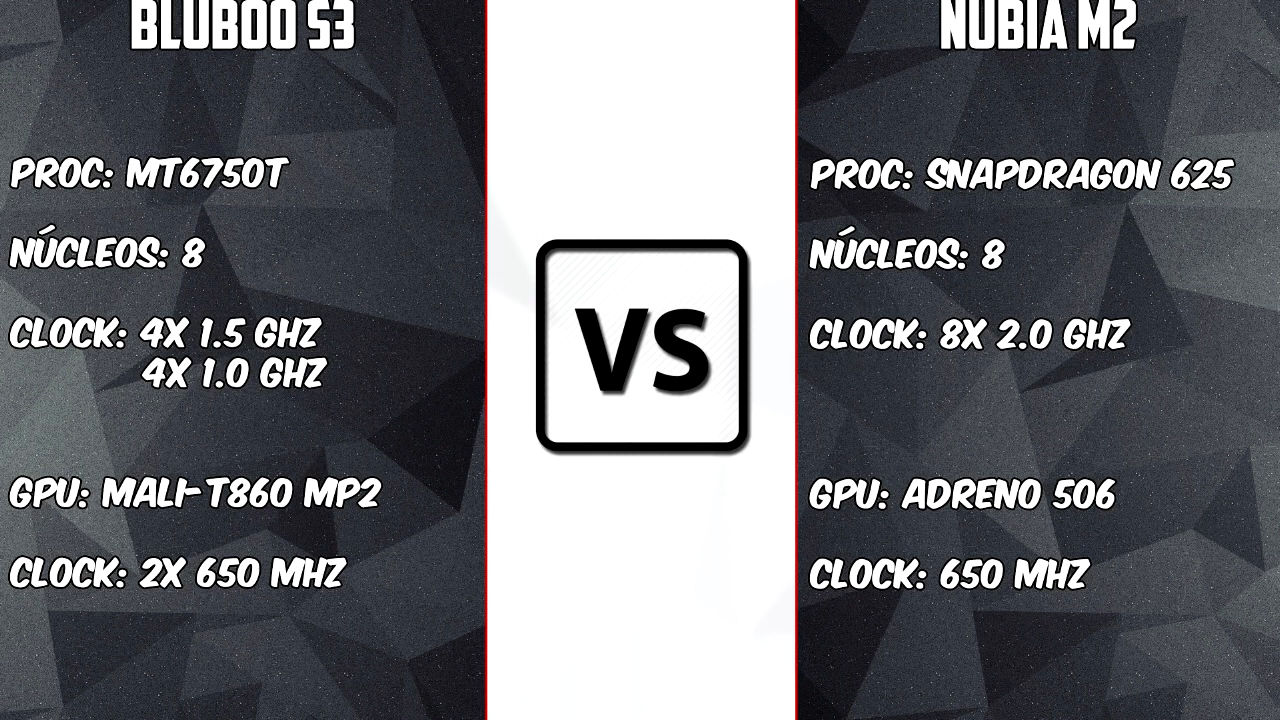 BLUBOO S3
PROC: MT6750T
NÚCLEOS: 8
CLOCK: 4X 1.5 GHZ
4X 1.0 GHZ
GPU: MALI-T860 MP2
CLOCK: 2X 650 MHZ
VS
NUBIA M2
PROC: SNAPDRAGON 625
NÚCLEOS: 8
CLOCK: 8X 2.0 GHZ
GPU: ADRENO 506
CLOCK: 650 MHZ